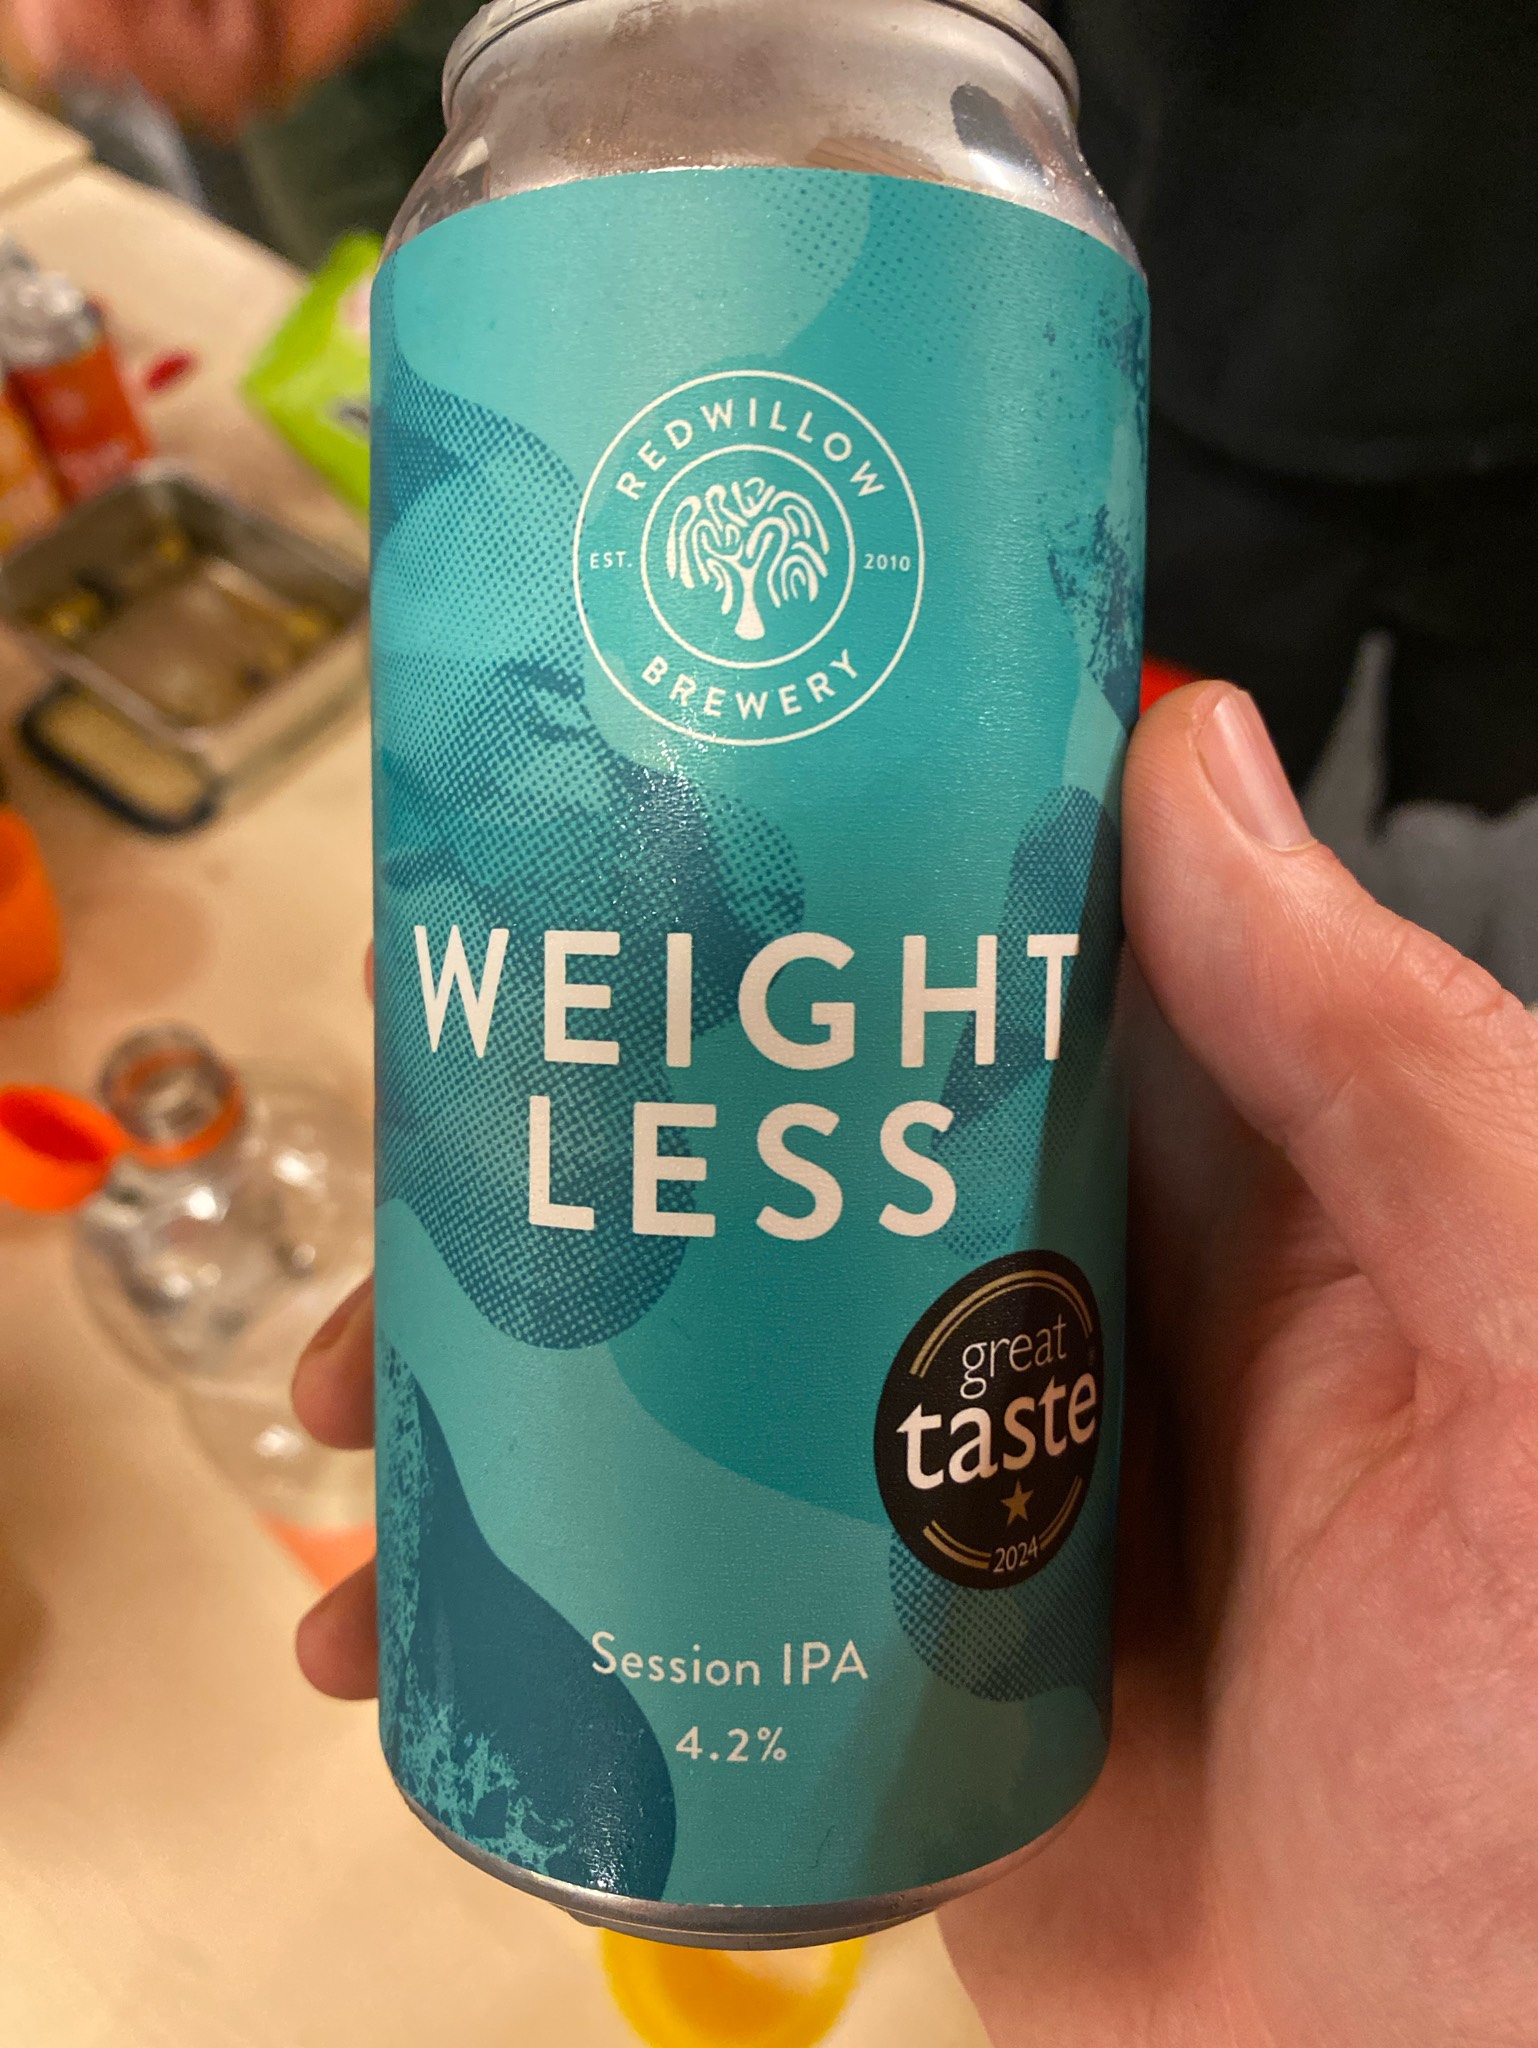 REDWILLOW
EST. 2010
BREWERY
WEIGHT
LESS
great
taste
2024
Session IPA
4.2%